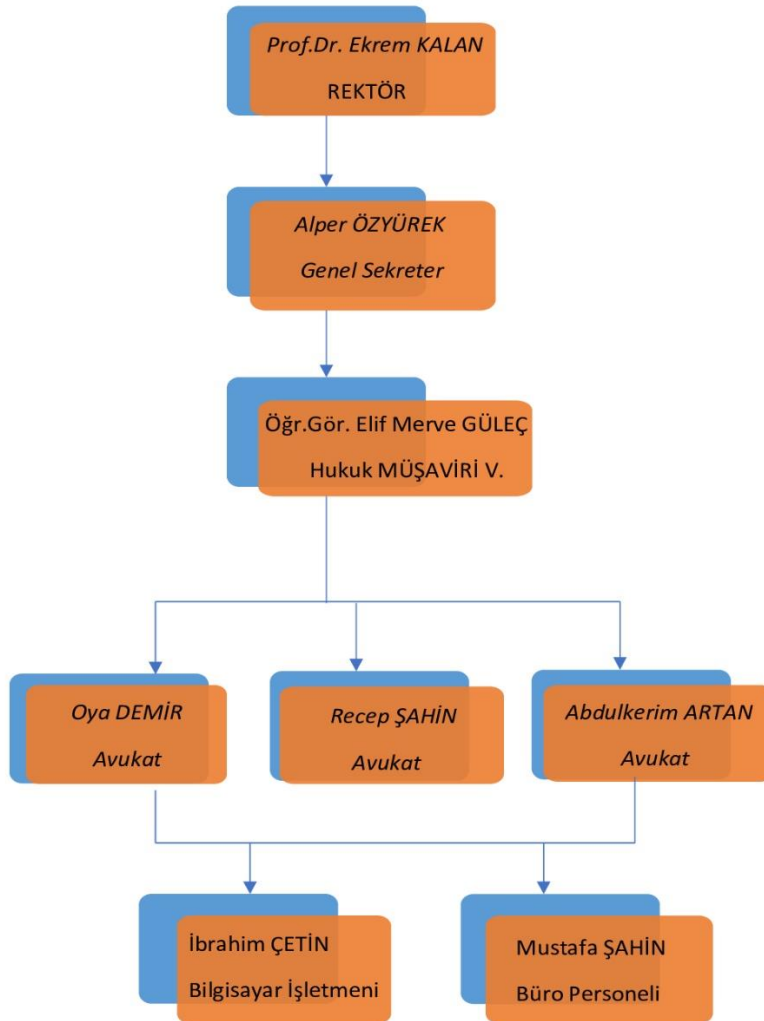 Prof.Dr. Ekrem KALAN
REKTÖR
Alper ÖZYÜREK
Genel Sekreter
Öğr.Gör. Elif Merve GÜLEÇ
Hukuk MÜŞAVİRİ V.
Oya DEMİR
Avukat
Recep ŞAHİN
Avukat
Abdulkerim ARTAN
Avukat
İbrahim ÇETİN
Bilgisayar İşletmeni
Mustafa ŞAHİN
Büro Personeli